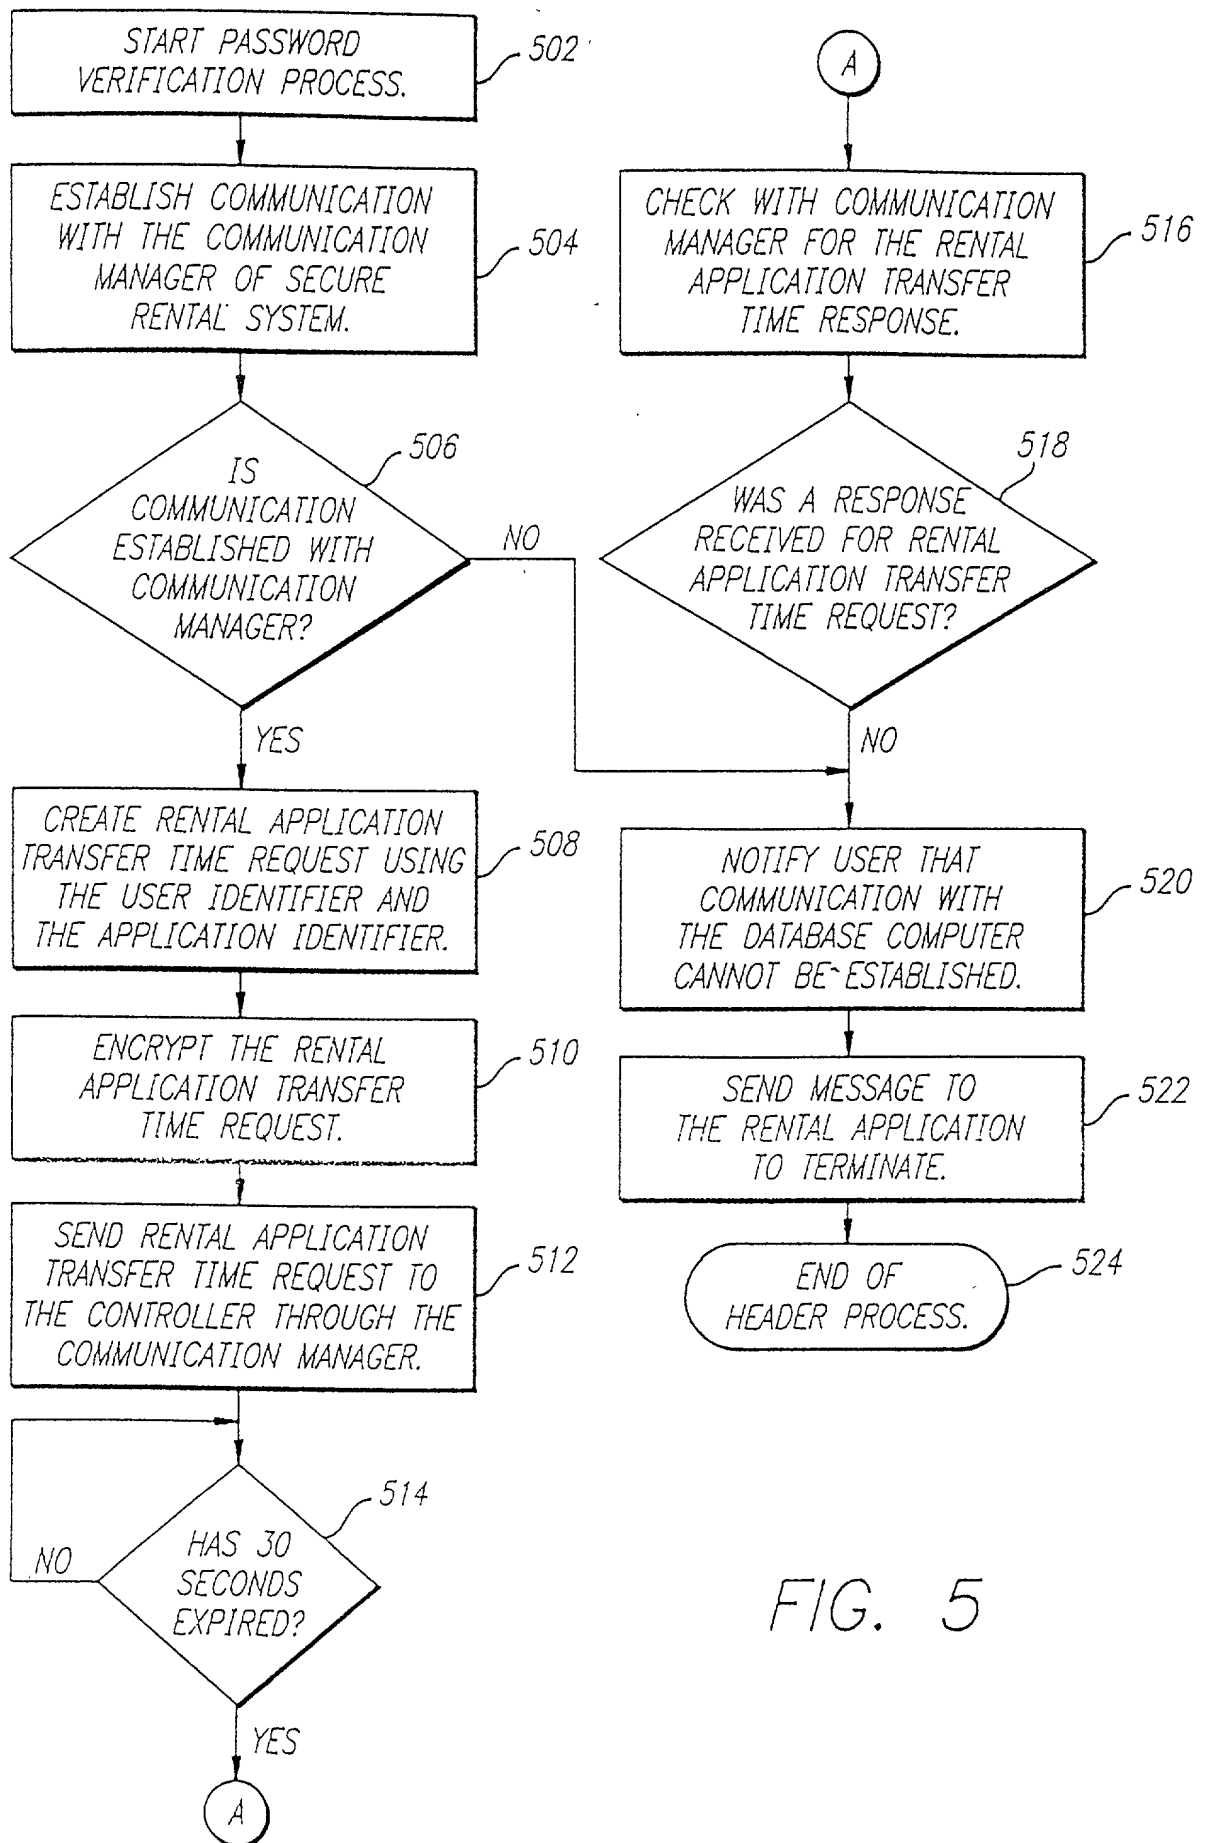 START PASSWORD
VERIFICATION PROCESS.
502
ESTABLISH COMMUNICATION
WITH THE COMMUNICATION
MANAGER OF SECURE
RENTAL SYSTEM.
504
IS
COMMUNICATION
ESTABLISHED WITH
COMMUNICATION
MANAGER?
506
NO
YES
CREATE RENTAL APPLICATION
TRANSFER TIME REQUEST USING
THE USER IDENTIFIER AND
THE APPLICATION IDENTIFIER.
508
ENCRYPT THE RENTAL
APPLICATION TRANSFER
TIME REQUEST.
510
SEND RENTAL APPLICATION
TRANSFER TIME REQUEST TO
THE CONTROLLER THROUGH THE
COMMUNICATION MANAGER.
512
HAS 30
SECONDS
EXPIRED?
514
NO
YES
A
A
CHECK WITH COMMUNICATION
MANAGER FOR THE RENTAL
APPLICATION TRANSFER
TIME RESPONSE.
516
WAS A RESPONSE
RECEIVED FOR RENTAL
APPLICATION TRANSFER
TIME REQUEST?
518
NO
NOTIFY USER THAT
COMMUNICATION WITH
THE DATABASE COMPUTER
CANNOT BE ESTABLISHED.
520
SEND MESSAGE TO
THE RENTAL APPLICATION
TO TERMINATE.
522
END OF
HEADER PROCESS.
524
FIG. 5